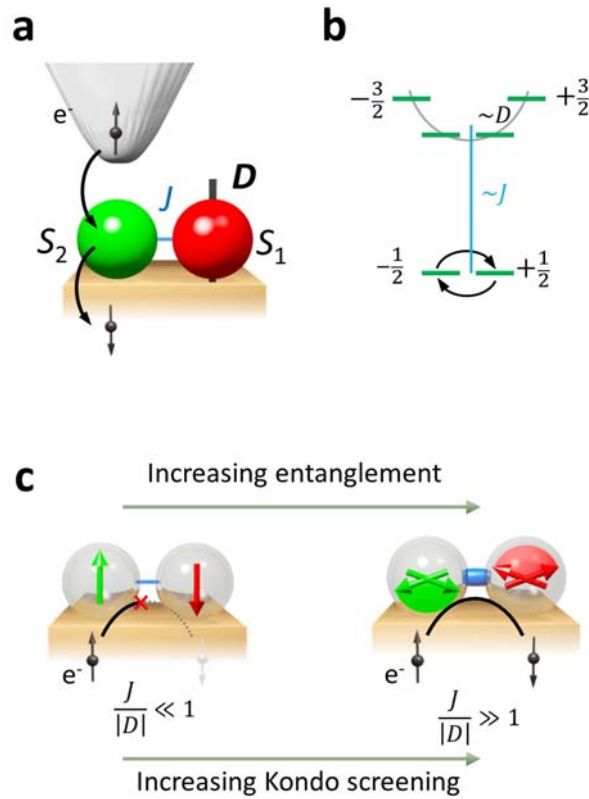 a
e⁻
J
D
S₂
S₁
b
−3/2
+3/2
~D
~J
−1/2
+1/2
c
Increasing entanglement
e⁻
e⁻
J/|D| ≪ 1
J/|D| ≫ 1
Increasing Kondo screening